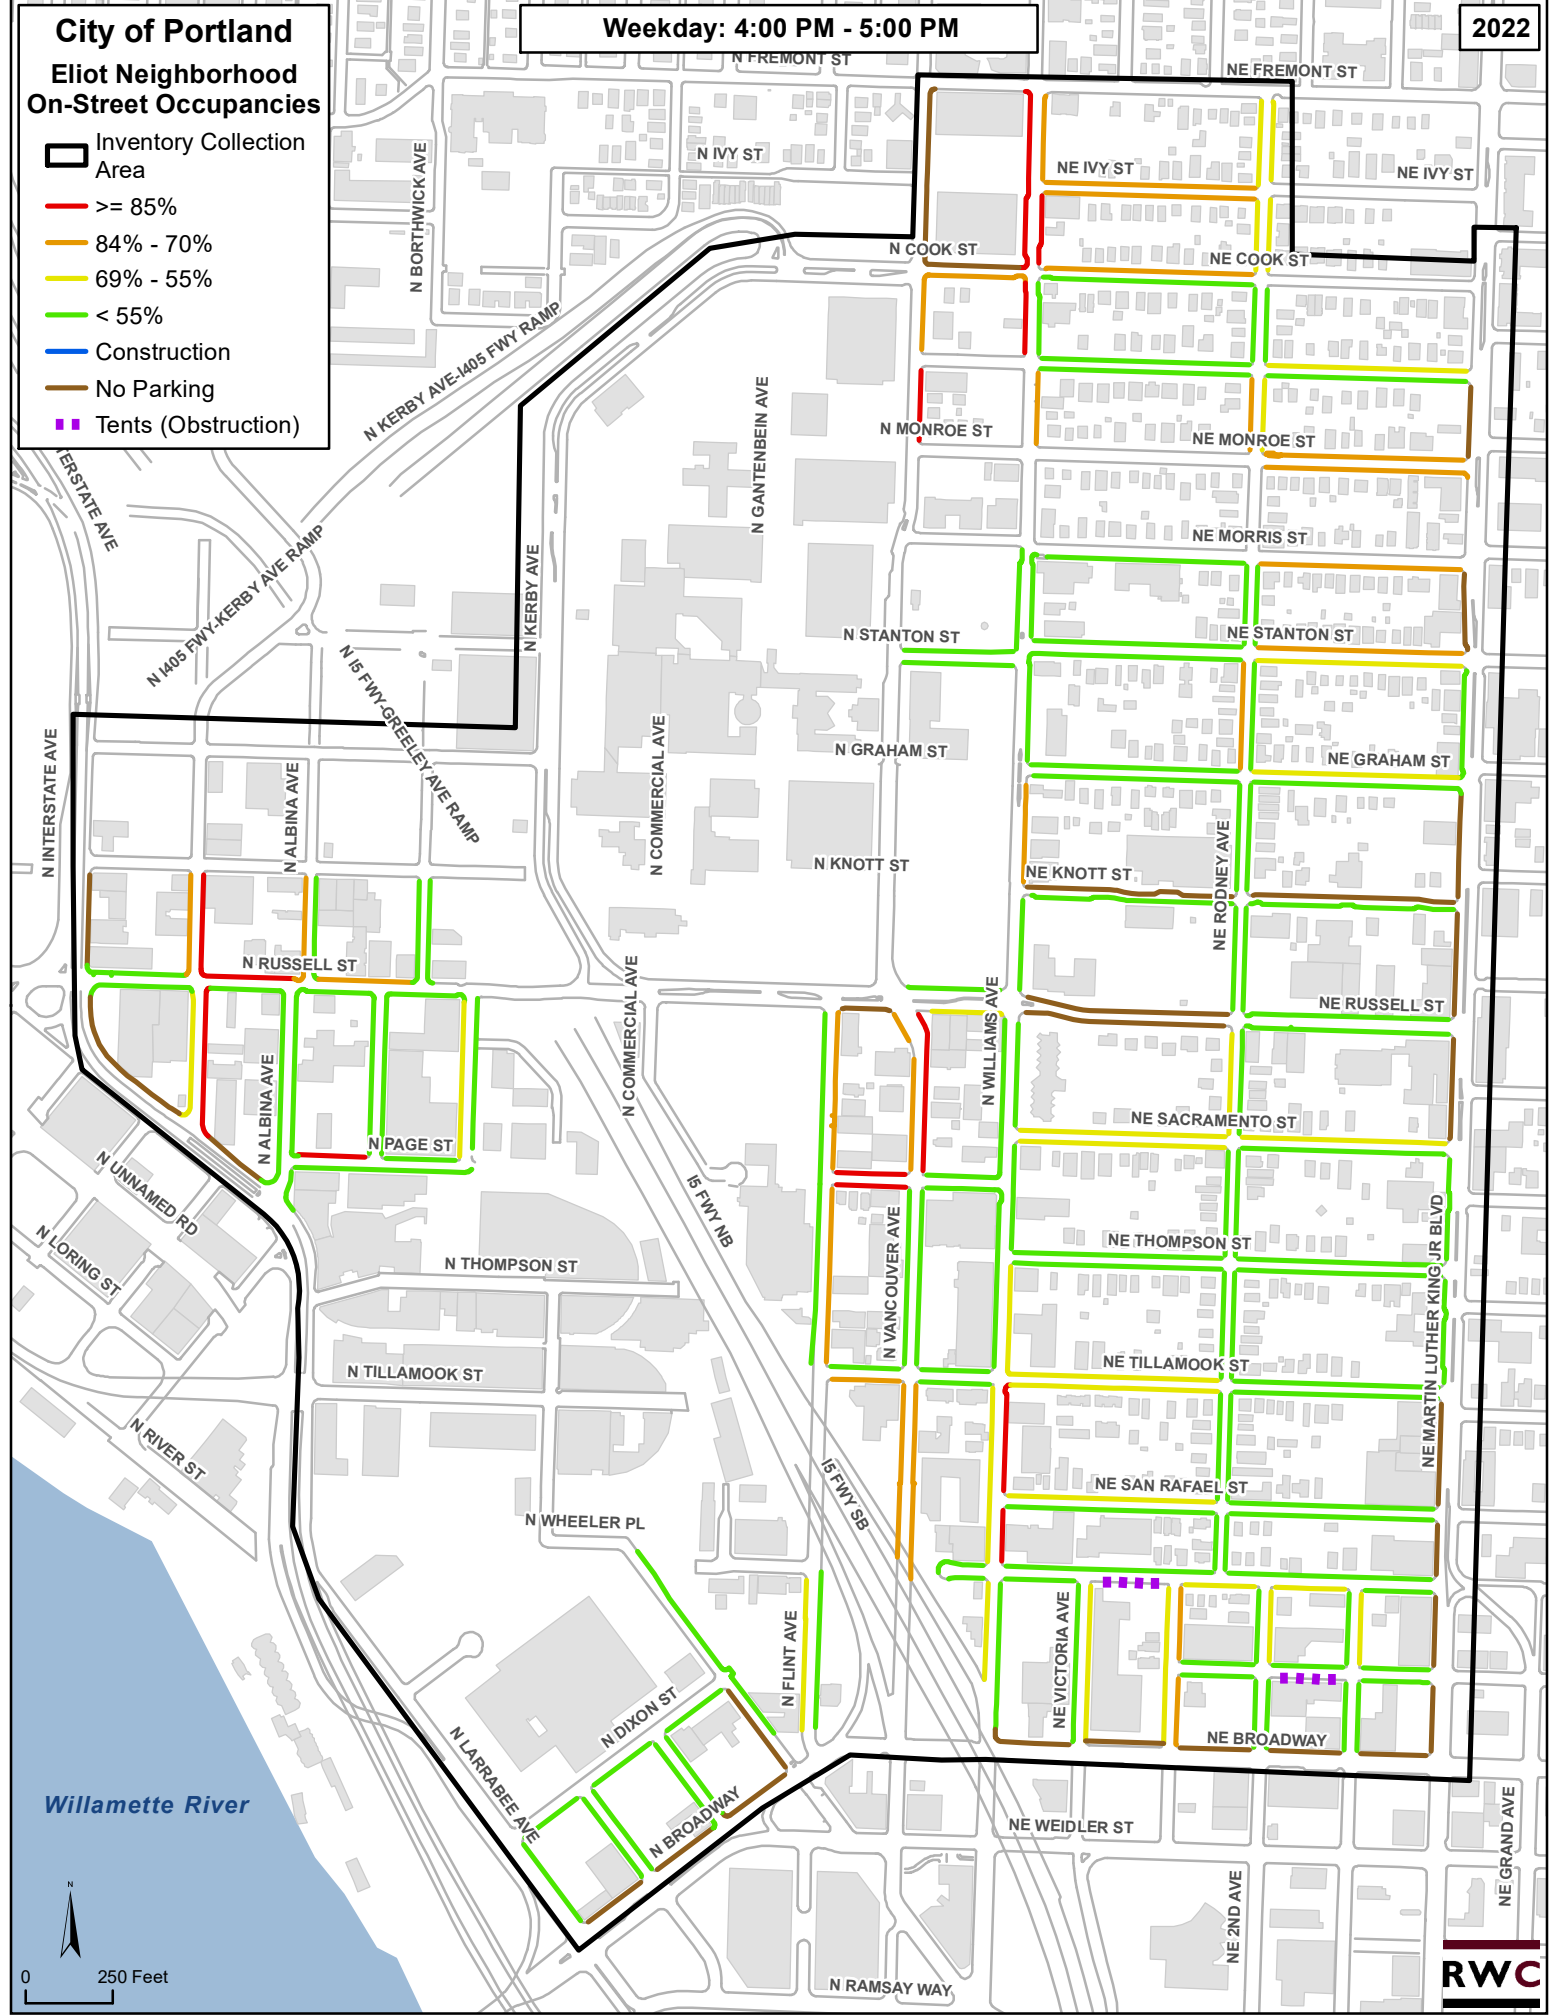 City of Portland
Eliot Neighborhood
On-Street Occupancies
Inventory Collection
Area
>= 85%
84% - 70%
69% - 55%
< 55%
Construction
No Parking
Tents (Obstruction)
Weekday: 4:00 PM - 5:00 PM
2022
N FREMONT ST
NE FREMONT ST
N IVY ST
NE IVY ST
NE IVY ST
N BORTHWICK AVE
N COOK ST
NE COOK ST
N KERBY AVE-I405 FWY RAMP
N GANTENBEIN AVE
N MONROE ST
NE MONROE ST
TERSTATE AVE
NE MORRIS ST
N I405 FWY-KERBY AVE RAMP
N KERBY AVE
N STANTON ST
NE STANTON ST
N I5 FWY-GREELEY AVE RAMP
N INTERSTATE AVE
N ALBINA AVE
N COMMERCIAL AVE
N GRAHAM ST
NE GRAHAM ST
N KNOTT ST
NE KNOTT ST
NE RODNEY AVE
N RUSSELL ST
NE RUSSELL ST
N COMMERCIAL AVE
N WILLIAMS AVE
N ALBINA AVE
N PAGE ST
NE SACRAMENTO ST
N UNNAMED RD
N LORING ST
I5 FWY NB
N VANCOUVER AVE
N THOMPSON ST
NE THOMPSON ST
NE MARTIN LUTHER KING JR BLVD
N TILLAMOOK ST
NE TILLAMOOK ST
N RIVER ST
I5 FWY SB
NE SAN RAFAEL ST
N WHEELER PL
N FLINT AVE
NE VICTORIA AVE
N DIXON ST
N LARRABEE AVE
NE BROADWAY
N BROADWAY
Willamette River
NE WEIDLER ST
NE GRAND AVE
NE 2ND AVE
N RAMSAY WAY
N
0 250 Feet
RWC